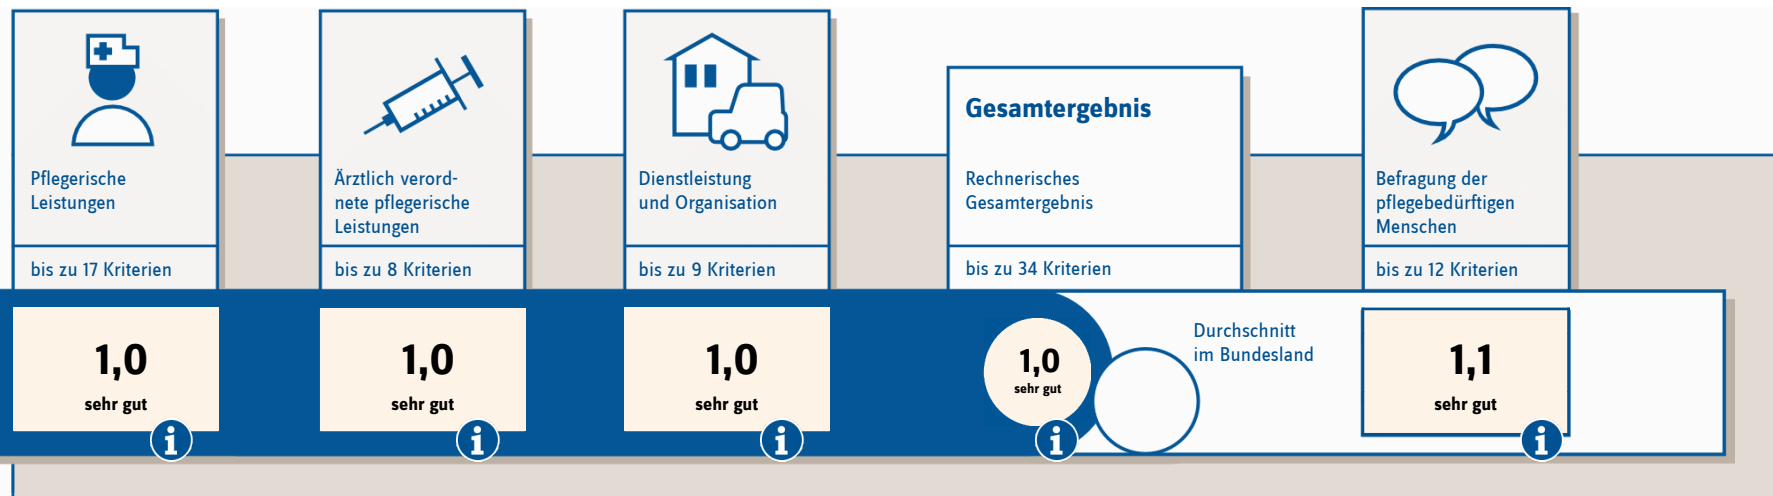 Pflegerische
Leistungen
bis zu 17 Kriterien
1,0
sehr gut
i
Ärztlich verord-
nete pflegerische
Leistungen
bis zu 8 Kriterien
1,0
sehr gut
i
Dienstleistung
und Organisation
bis zu 9 Kriterien
1,0
sehr gut
i
Gesamtergebnis
Rechnerisches
Gesamtergebnis
bis zu 34 Kriterien
1,0
sehr gut
i
Durchschnitt
im Bundesland
Befragung der
pflegebedürftigen
Menschen
bis zu 12 Kriterien
1,1
sehr gut
i